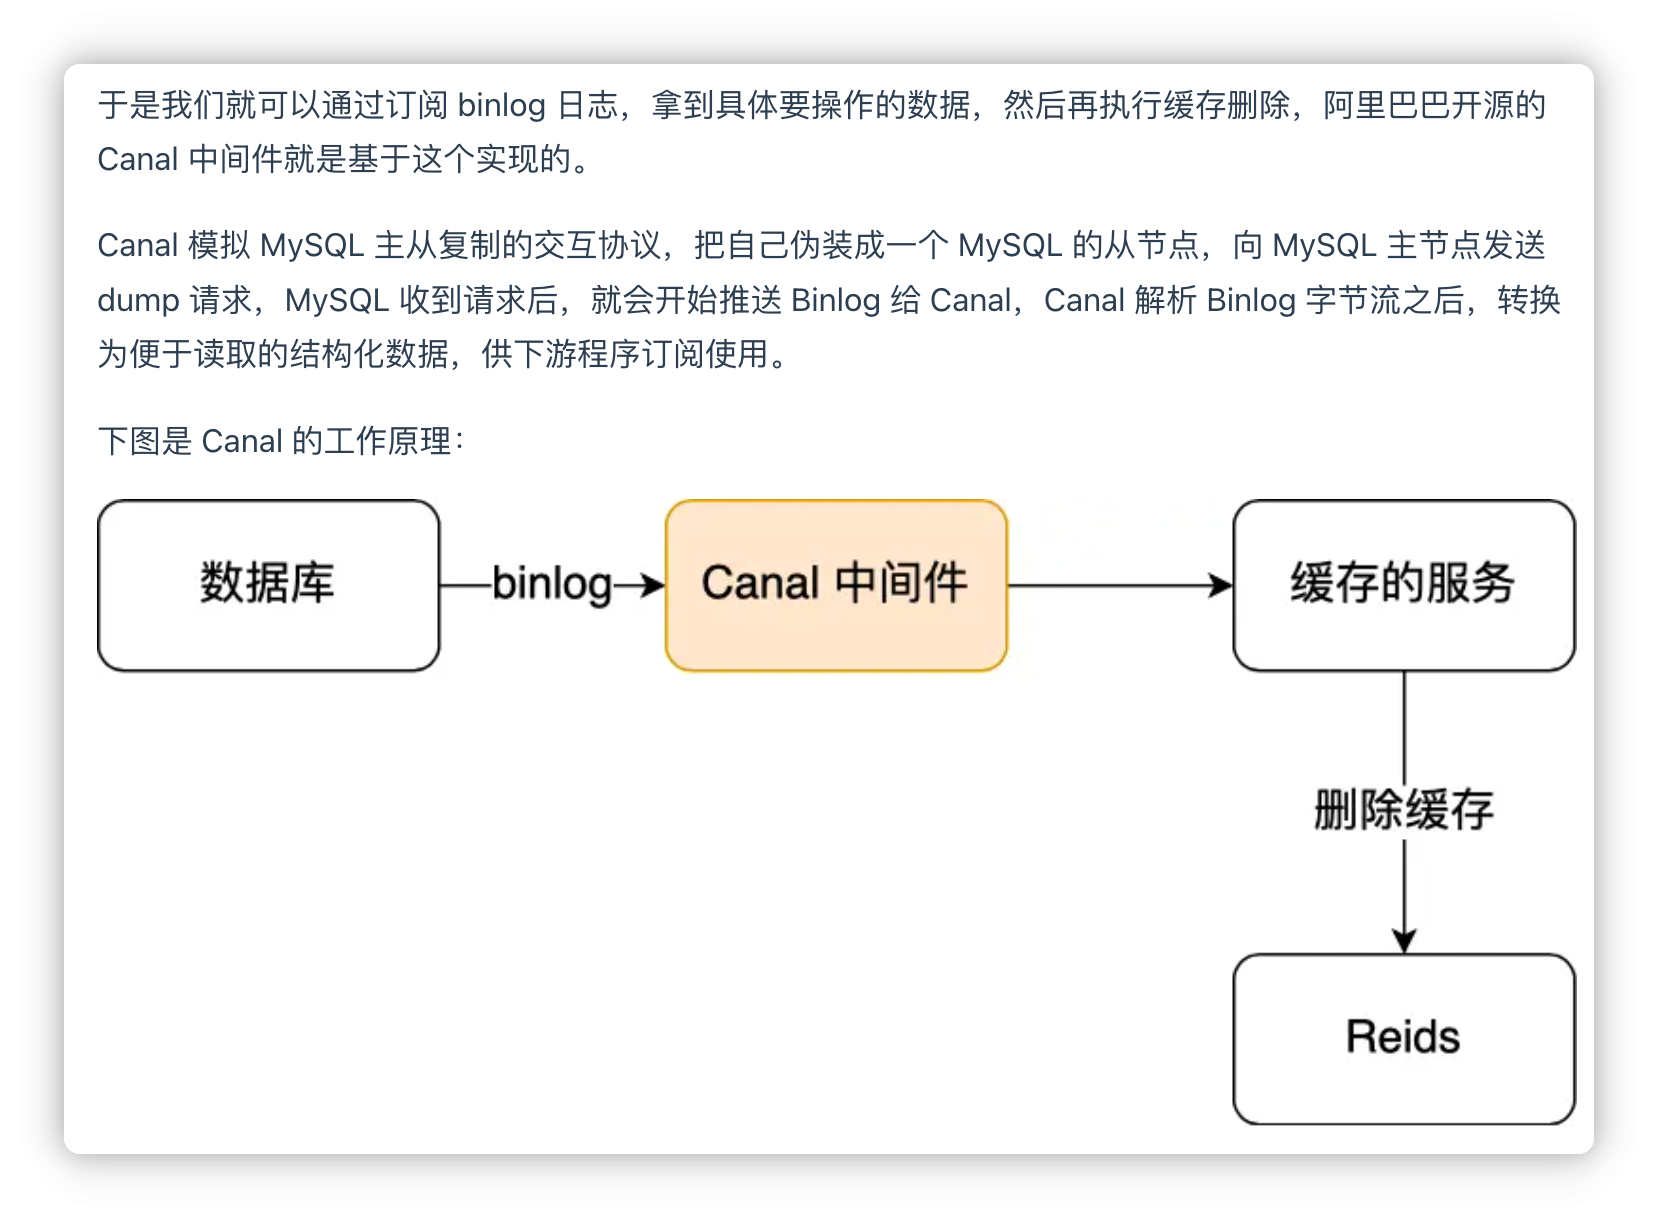 于是我们就可以通过订阅 binlog 日志，拿到具体要操作的数据，然后再执行缓存删除，阿里巴巴开源的
Canal 中间件就是基于这个实现的。
Canal 模拟 MySQL 主从复制的交互协议，把自己伪装成一个 MySQL 的从节点，向 MySQL 主节点发送
dump 请求，MySQL 收到请求后，就会开始推送 Binlog 给 Canal，Canal 解析 Binlog 字节流之后，转换
为便于读取的结构化数据，供下游程序订阅使用。
下图是 Canal 的工作原理：
数据库
binlog
Canal 中间件
缓存的服务
删除缓存
Reids